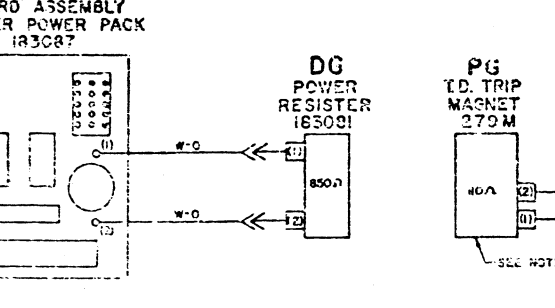 RD ASSEMBLY
ER POWER PACK
183087
DG
POWER
RESISTER
183081
PG
T.D. TRIP
MAGNET
279M
(1)
W-O
(1)
850Ω
W-O
(2)
(2)
(2)
(1)
SEE NOT